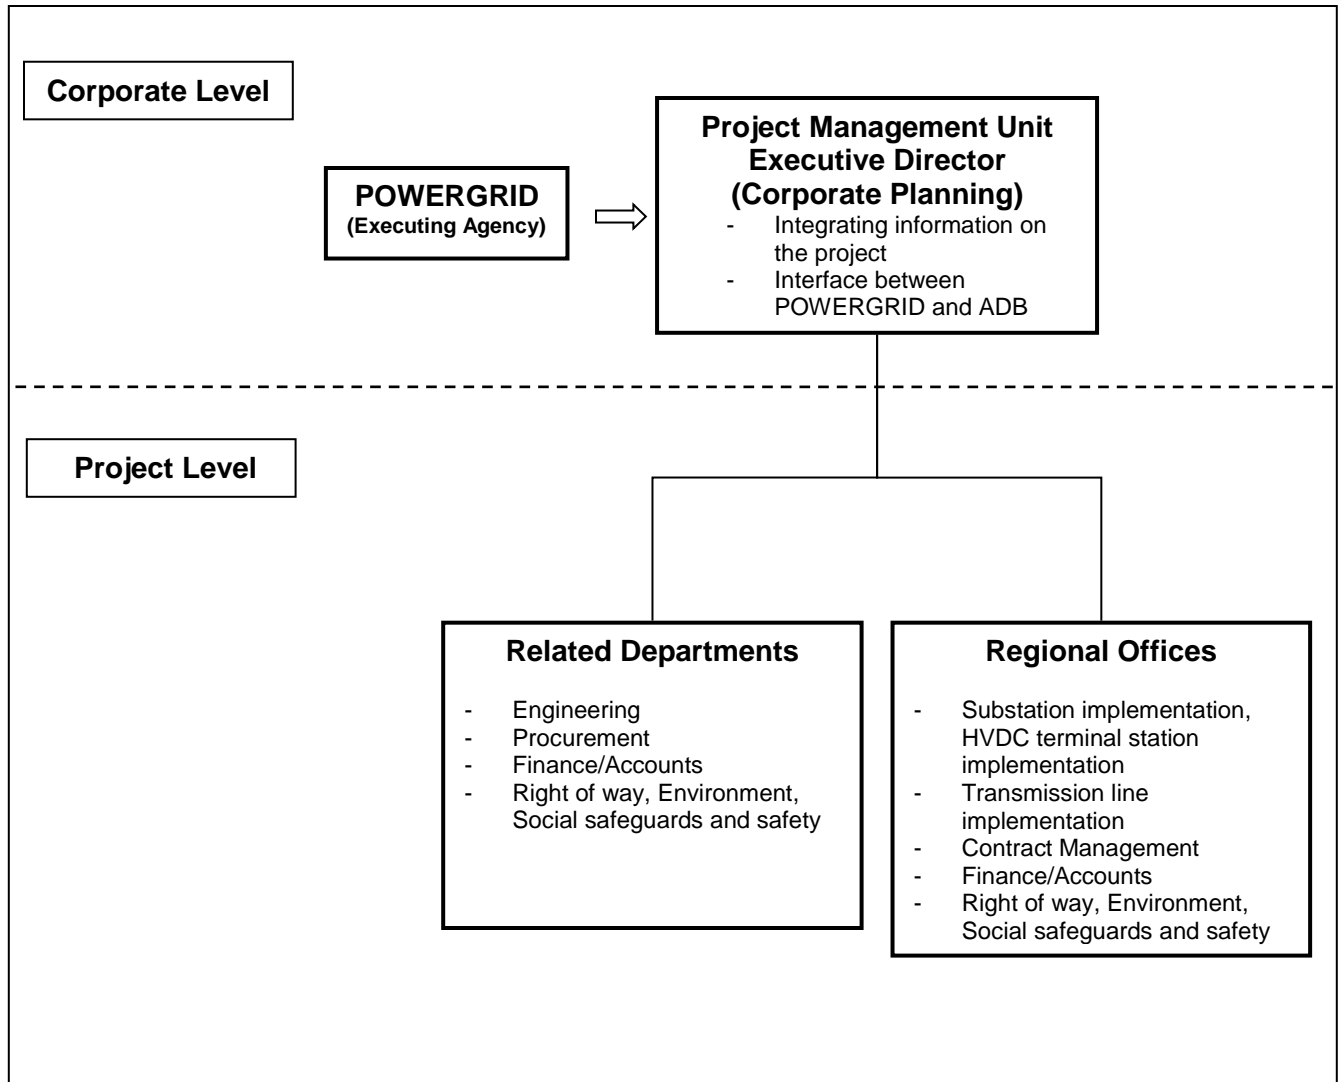 Corporate Level
POWERGRID
(Executing Agency)
Project Management Unit
Executive Director
(Corporate Planning)
- Integrating information on
the project
- Interface between
POWERGRID and ADB
Project Level
Related Departments
- Engineering
- Procurement
- Finance/Accounts
- Right of way, Environment,
Social safeguards and safety
Regional Offices
- Substation implementation,
HVDC terminal station
implementation
- Transmission line
implementation
- Contract Management
- Finance/Accounts
- Right of way, Environment,
Social safeguards and safety